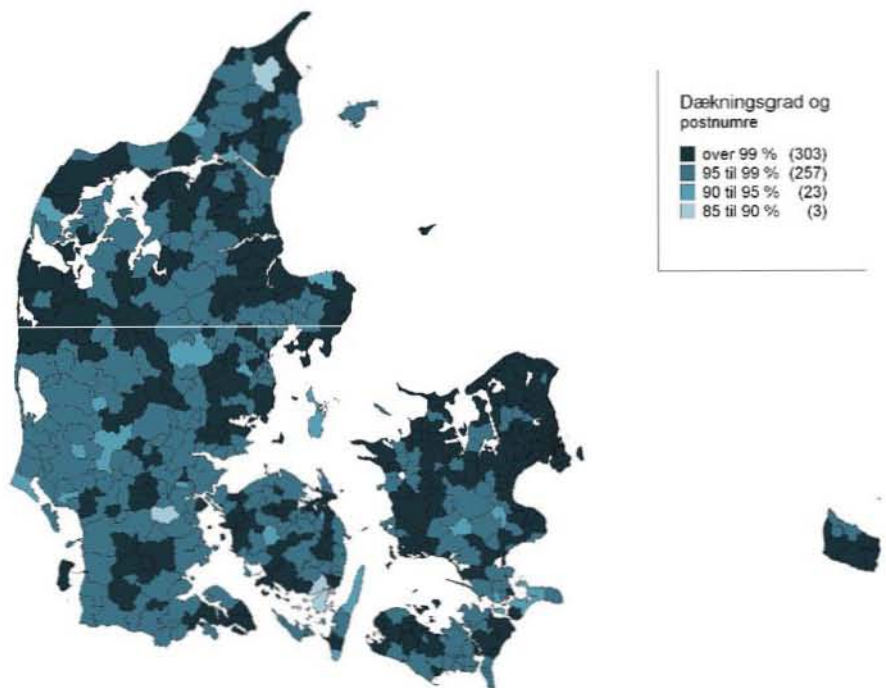 Dækningsgrad og
postnumre
over 99 % (303)
95 til 99 % (257)
90 til 95 % (23)
85 til 90 % (3)